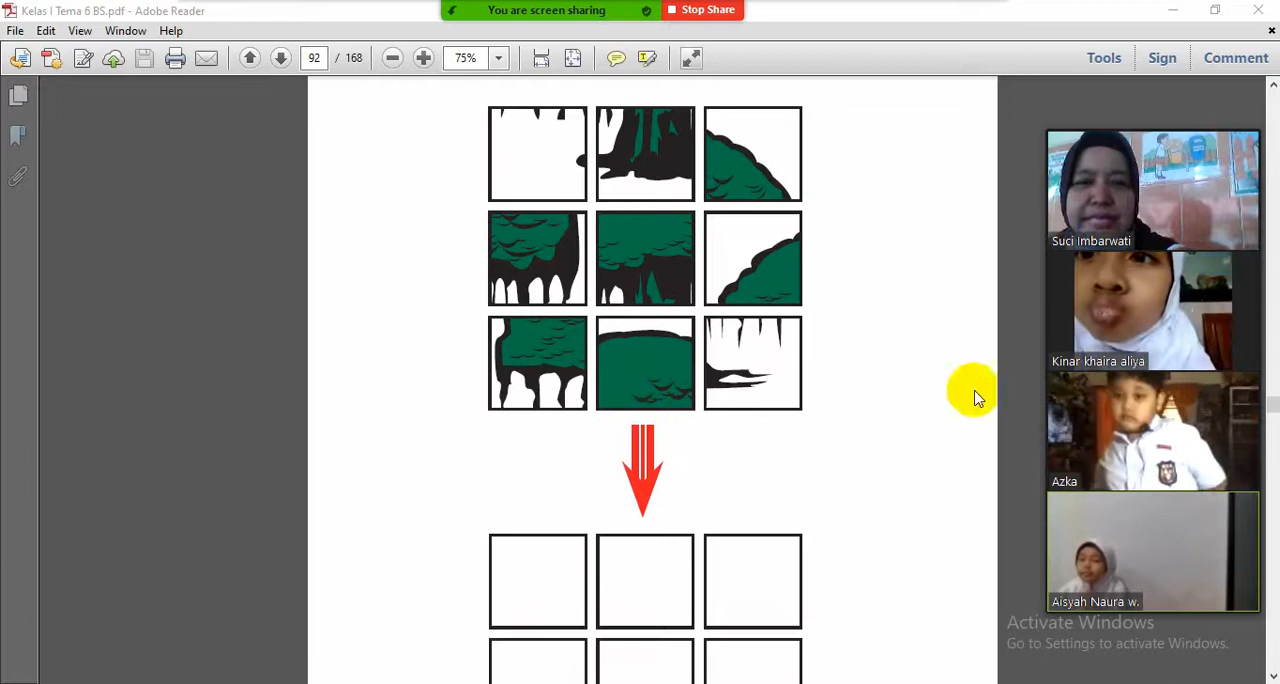 Kelas I Tema 6 BS.pdf - Adobe Reader
You are screen sharing
Stop Share
File Edit View Window Help
92 / 168
75%
Tools Sign Comment
Suci Imbarwati
Kinar khaira aliya
Azka
Aisyah Naura w.
Activate Windows
Go to Settings to activate Windows.